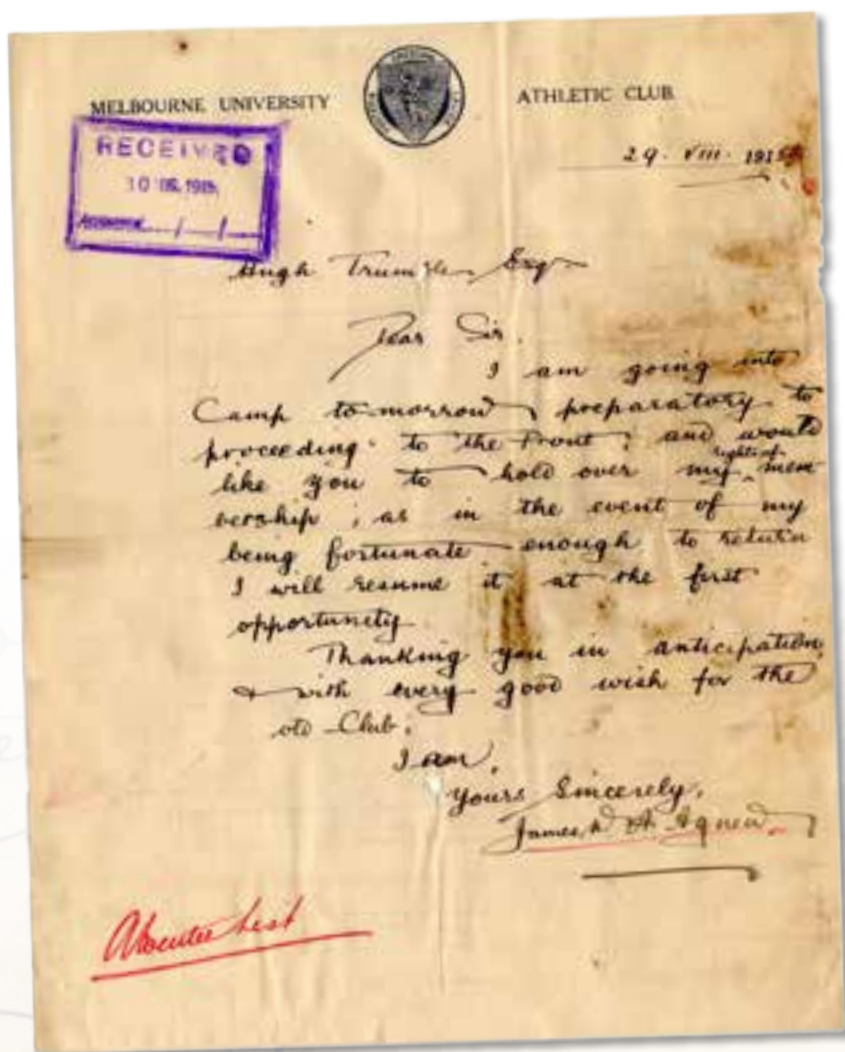 MELBOURNE UNIVERSITY ATHLETIC CLUB
RECEIVED
29. VIII. 1915
Hugh Trumble Esq.
Dear Sir.
I am going into
Camp to-morrow, preparatory to
proceeding to the Front; and would
like you to hold over my rights of mem
bership; as in the event of my
being fortunate enough to return
I will resume it at the first
opportunity.
Thanking you in anticipation,
& with every good wish for the
old Club,
I am,
Yours Sincerely,
James A. Agnew.
Absentee List